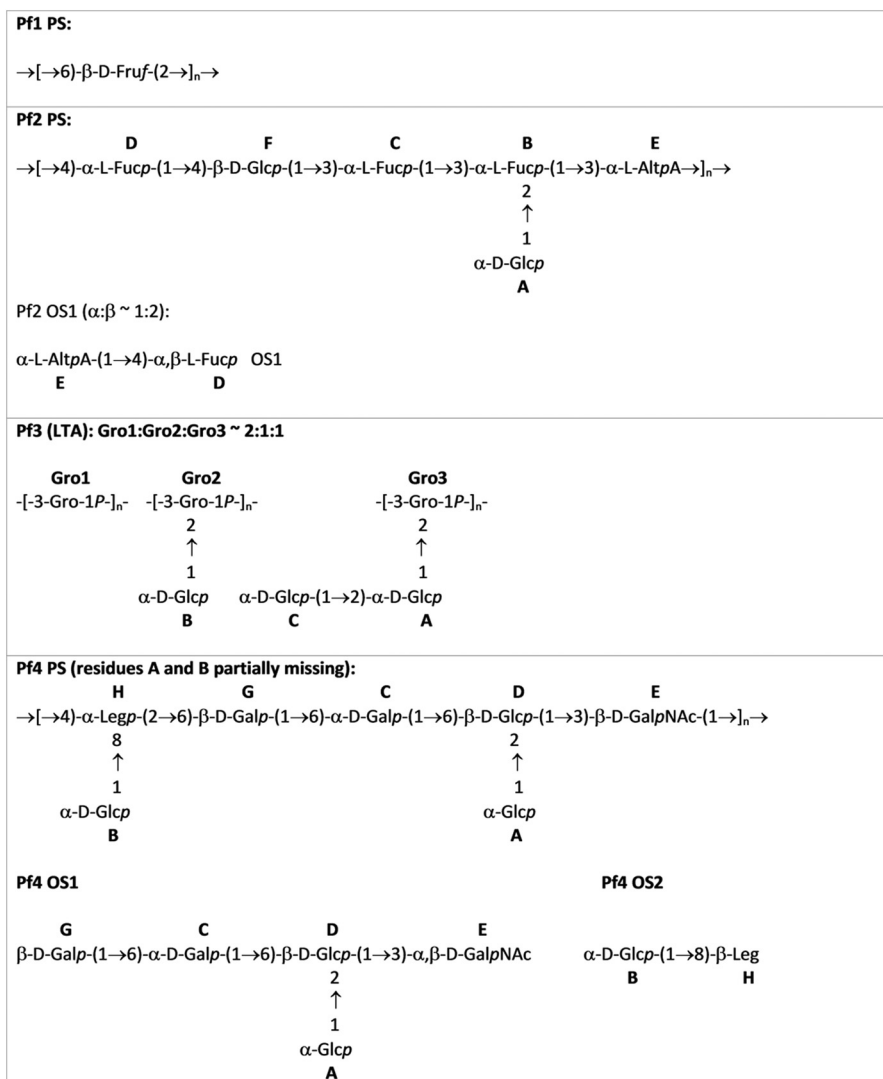 Pf1 PS:
→[→6)-β-D-Fruf-(2→]n→
Pf2 PS:
D F C B E
→[→4)-α-L-Fucp-(1→4)-β-D-Glcp-(1→3)-α-L-Fucp-(1→3)-α-L-Fucp-(1→3)-α-L-AltpA→]n→
2
↑
1
α-D-Glcp
A
Pf2 OS1 (α:β ~ 1:2):
α-L-AltpA-(1→4)-α,β-L-Fucp OS1
E D
Pf3 (LTA): Gro1:Gro2:Gro3 ~ 2:1:1
Gro1 Gro2 Gro3
-[-3-Gro-1P-]n- -[-3-Gro-1P-]n- -[-3-Gro-1P-]n-
2 2
↑ ↑
1 1
α-D-Glcp α-D-Glcp-(1→2)-α-D-Glcp
B C A
Pf4 PS (residues A and B partially missing):
H G C D E
→[→4)-α-Legp-(2→6)-β-D-Galp-(1→6)-α-D-Galp-(1→6)-β-D-Glcp-(1→3)-β-D-GalpNAc-(1→]n→
8 2
↑ ↑
1 1
α-D-Glcp α-Glcp
B A
Pf4 OS1 Pf4 OS2
G C D E
β-D-Galp-(1→6)-α-D-Galp-(1→6)-β-D-Glcp-(1→3)-α,β-D-GalpNAc α-D-Glcp-(1→8)-β-Leg
2 B H
↑
1
α-Glcp
A